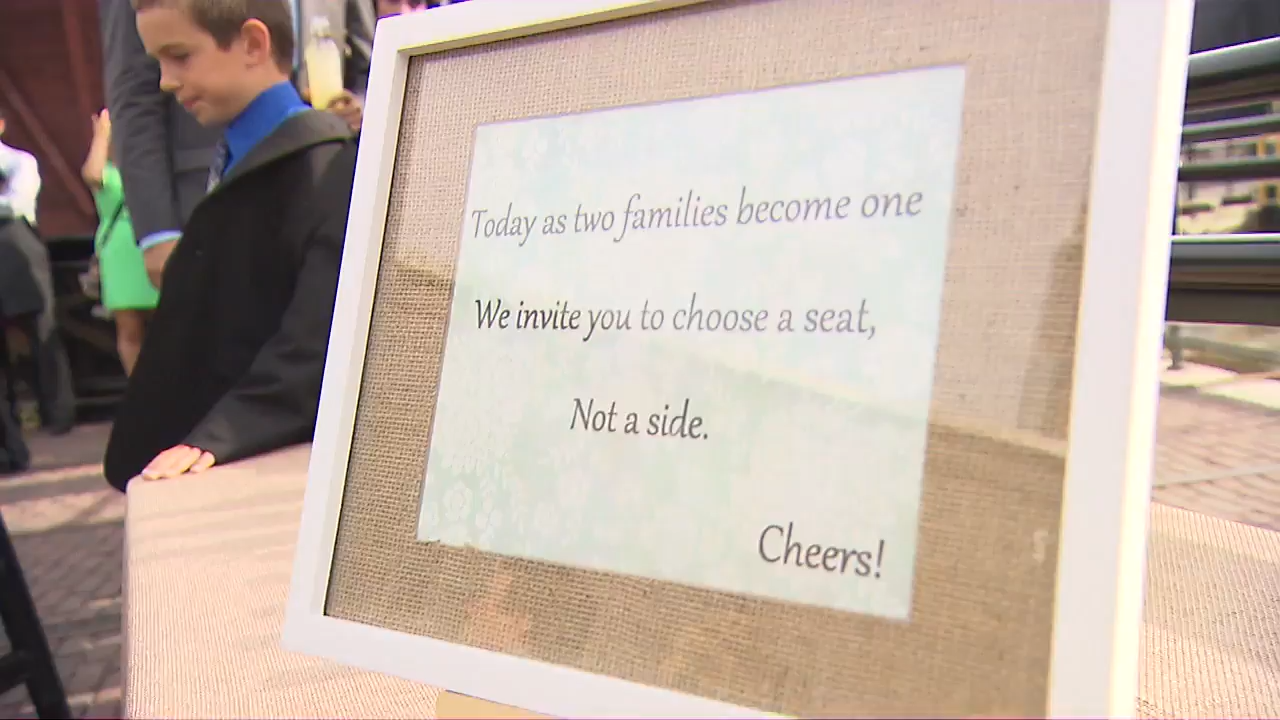 Today as two families become one
We invite you to choose a seat,
Not a side.
Cheers!